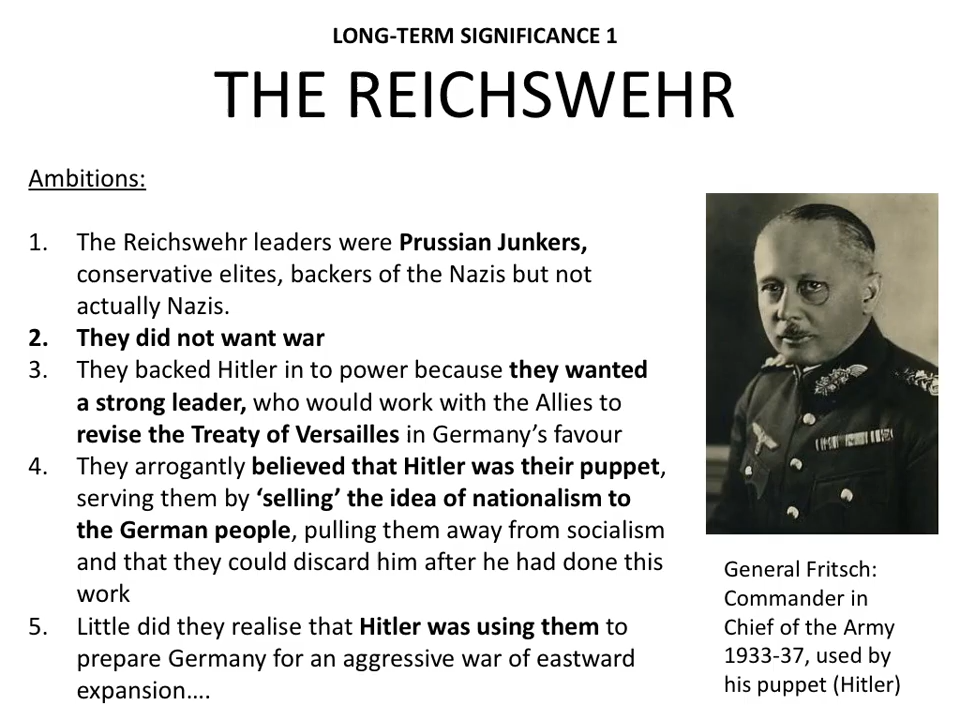 LONG-TERM SIGNIFICANCE 1
THE REICHSWEHR
Ambitions:
1. The Reichswehr leaders were Prussian Junkers,
conservative elites, backers of the Nazis but not
actually Nazis.
2. They did not want war
3. They backed Hitler in to power because they wanted
a strong leader, who would work with the Allies to
revise the Treaty of Versailles in Germany’s favour
4. They arrogantly believed that Hitler was their puppet,
serving them by ‘selling’ the idea of nationalism to
the German people, pulling them away from socialism
and that they could discard him after he had done this
work
5. Little did they realise that Hitler was using them to
prepare Germany for an aggressive war of eastward
expansion….
General Fritsch:
Commander in
Chief of the Army
1933-37, used by
his puppet (Hitler)